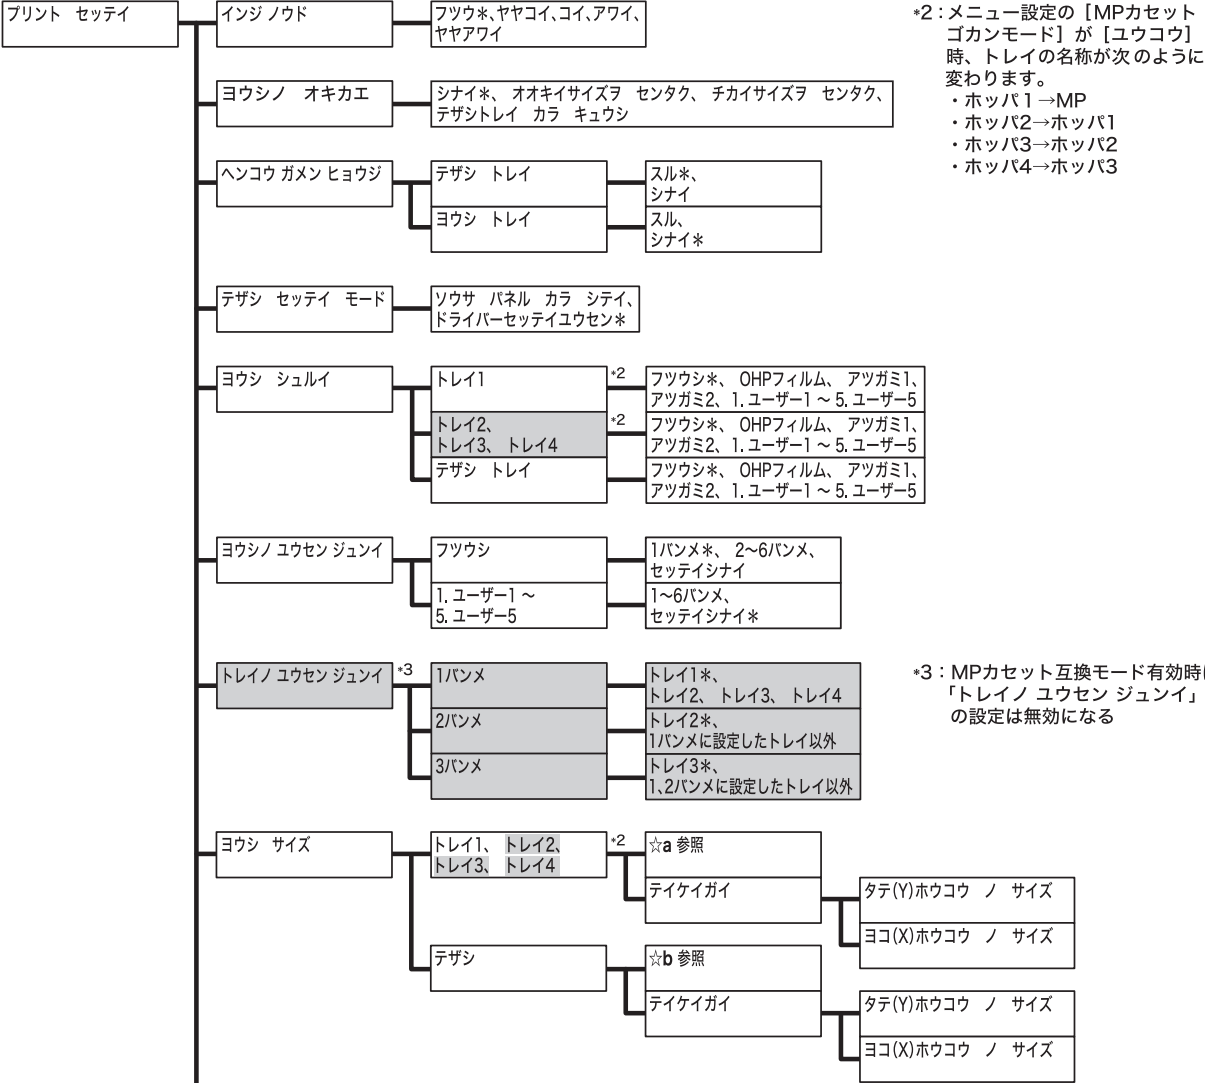 プリント　セッテイ
インジ ノウド
フツウ＊、ヤヤコイ、コイ、アワイ、
ヤヤアワイ
*2：メニュー設定の［MPカセット
ゴカンモード］が［ユウコウ］
時、トレイの名称が次のように
変わります。
・ホッパ１→MP
・ホッパ2→ホッパ1
・ホッパ3→ホッパ2
・ホッパ4→ホッパ3
ヨウシノ　オキカエ
シナイ＊、 オオキイサイズヲ　センタク、 チカイサイズヲ　センタク、
テザシトレイ　カラ　キュウシ
ヘンコウ ガメン ヒョウジ
テザシ　トレイ
スル＊、
シナイ
ヨウシ　トレイ
スル、
シナイ＊
テザシ　セッテイ　モード
ソウサ　パネル　カラ　シテイ、
ドライバーセッテイユウセン＊
ヨウシ　シュルイ
トレイ1
*2
フツウシ＊、 OHPフィルム、 アツガミ1、
アツガミ2、 1. ユーザー1 ～ 5. ユーザー5
トレイ2、
トレイ3、 トレイ4
*2
フツウシ＊、 OHPフィルム、 アツガミ1、
アツガミ2、 1. ユーザー1 ～ 5. ユーザー5
テザシ　トレイ
フツウシ＊、 OHPフィルム、 アツガミ1、
アツガミ2、 1. ユーザー1 ～ 5. ユーザー5
ヨウシノ ユウセン ジュンイ
フツウシ
1バンメ＊、 2～6バンメ、
セッテイシナイ
1. ユーザー1 ～
5. ユーザー5
1～6バンメ、
セッテイシナイ＊
トレイノ ユウセン ジュンイ
*3
1バンメ
トレイ1＊、
トレイ2、 トレイ3、 トレイ4
2バンメ
トレイ2＊、
1バンメに設定したトレイ以外
3バンメ
トレイ3＊、
1、2バンメに設定したトレイ以外
*3：MPカセット互換モード有効時
「トレイノ ユウセン ジュンイ」
の設定は無効になる
ヨウシ　サイズ
トレイ1、 トレイ2、
トレイ3、 トレイ4
*2
☆a 参照
テイケイガイ
タテ(Y)ホウコウ　ノ　サイズ
ヨコ(X)ホウコウ　ノ　サイズ
テザシ
☆b 参照
テイケイガイ
タテ(Y)ホウコウ　ノ　サイズ
ヨコ(X)ホウコウ　ノ　サイズ